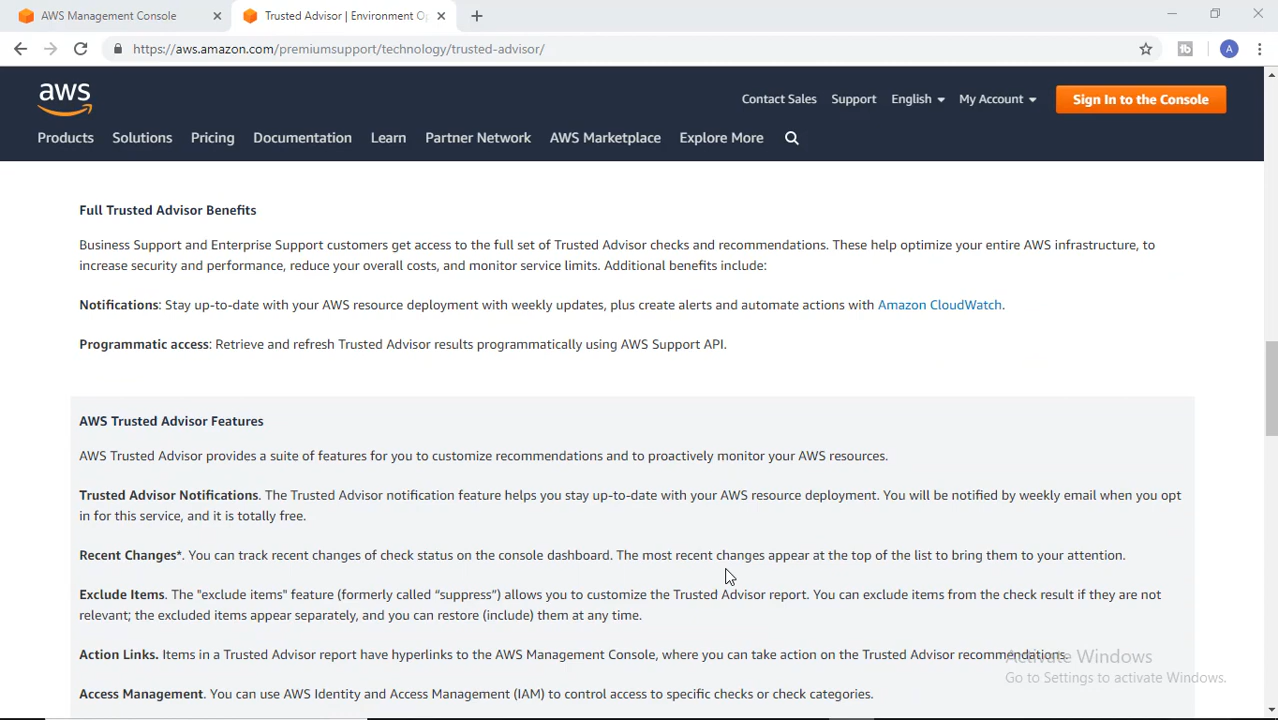 AWS Management Console
Trusted Advisor | Environment Op
https://aws.amazon.com/premiumsupport/technology/trusted-advisor/
A
aws
Contact Sales Support English My Account Sign In to the Console
Products Solutions Pricing Documentation Learn Partner Network AWS Marketplace Explore More
Full Trusted Advisor Benefits
Business Support and Enterprise Support customers get access to the full set of Trusted Advisor checks and recommendations. These help optimize your entire AWS infrastructure, to
increase security and performance, reduce your overall costs, and monitor service limits. Additional benefits include:
Notifications: Stay up-to-date with your AWS resource deployment with weekly updates, plus create alerts and automate actions with Amazon CloudWatch.
Programmatic access: Retrieve and refresh Trusted Advisor results programmatically using AWS Support API.
AWS Trusted Advisor Features
AWS Trusted Advisor provides a suite of features for you to customize recommendations and to proactively monitor your AWS resources.
Trusted Advisor Notifications. The Trusted Advisor notification feature helps you stay up-to-date with your AWS resource deployment. You will be notified by weekly email when you opt
in for this service, and it is totally free.
Recent Changes*. You can track recent changes of check status on the console dashboard. The most recent changes appear at the top of the list to bring them to your attention.
Exclude Items. The "exclude items" feature (formerly called “suppress”) allows you to customize the Trusted Advisor report. You can exclude items from the check result if they are not
relevant; the excluded items appear separately, and you can restore (include) them at any time.
Action Links. Items in a Trusted Advisor report have hyperlinks to the AWS Management Console, where you can take action on the Trusted Advisor recommendations.
Activate Windows
Go to Settings to activate Windows.
Access Management. You can use AWS Identity and Access Management (IAM) to control access to specific checks or check categories.